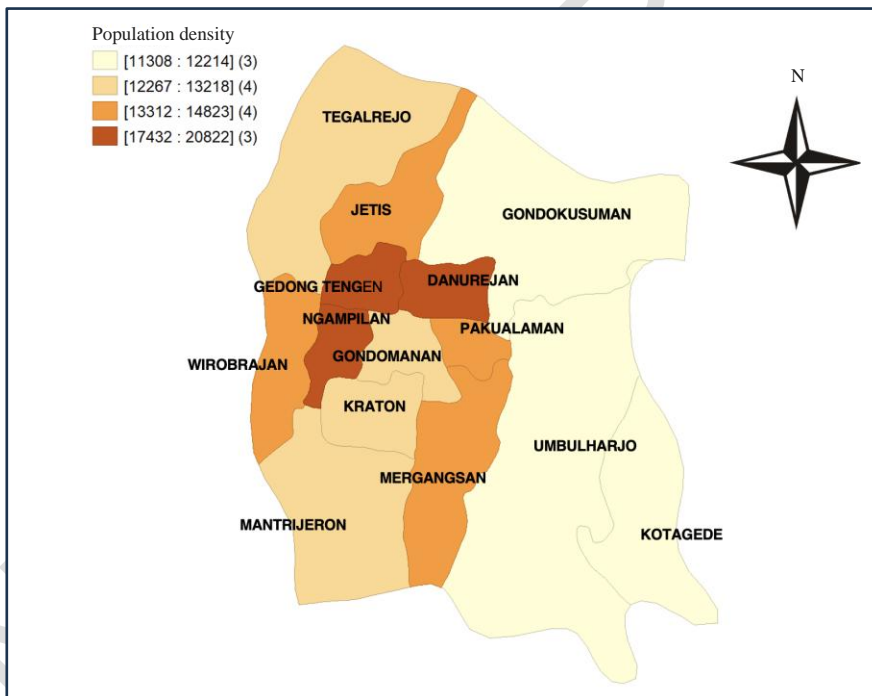 Population density
[11308 : 12214] (3)
[12267 : 13218] (4)
[13312 : 14823] (4)
[17432 : 20822] (3)
N
TEGALREJO
JETIS
GONDOKUSUMAN
GEDONG TENGEN
DANUREJAN
NGAMPILAN
PAKUALAMAN
WIROBRAJAN
GONDOMANAN
KRATON
UMBULHARJO
MERGANGSAN
MANTRIJERON
KOTAGEDE